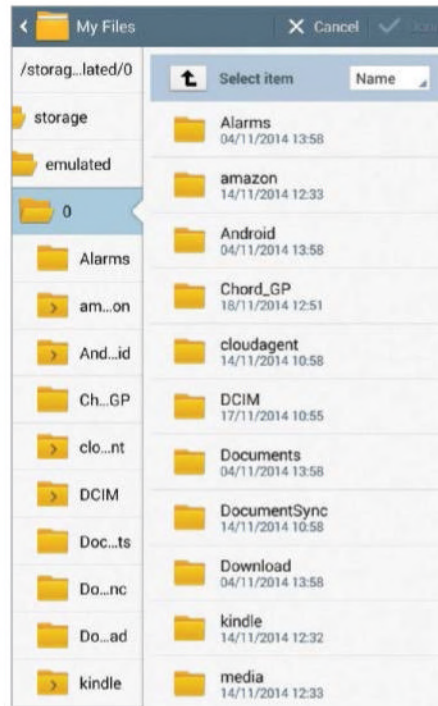 My Files
Cancel
/storag...lated/0
storage
emulated
0
Alarms
am...on
And...id
Ch...GP
clo...nt
DCIM
Doc...ts
Do...nc
Do...ad
kindle
Select item
Name
Alarms
04/11/2014 13:58
amazon
14/11/2014 12:33
Android
04/11/2014 13:58
Chord_GP
18/11/2014 12:51
cloudagent
14/11/2014 10:58
DCIM
17/11/2014 10:55
Documents
04/11/2014 13:58
DocumentSync
14/11/2014 10:58
Download
04/11/2014 13:58
kindle
14/11/2014 12:32
media
14/11/2014 12:33